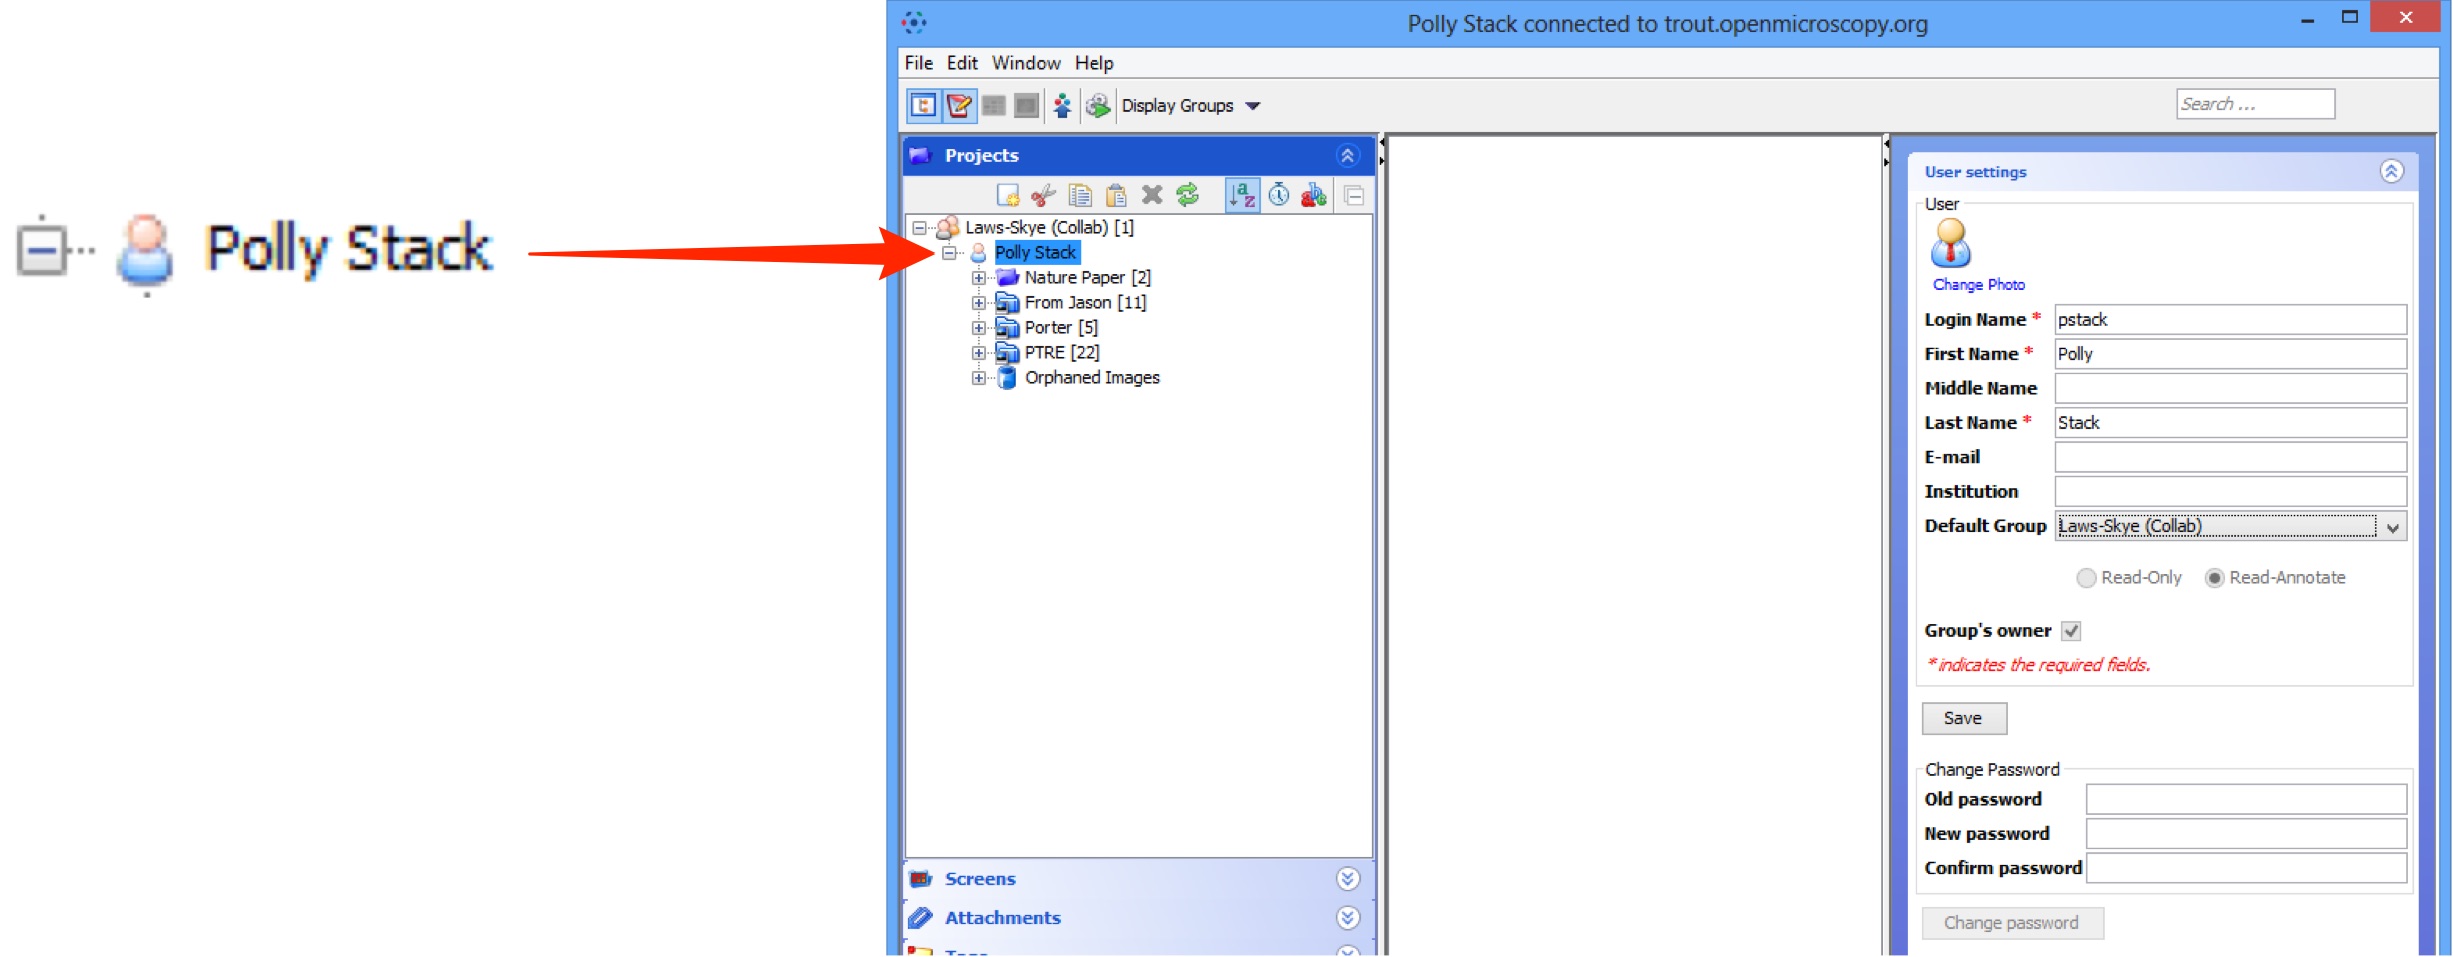 Polly Stack
Polly Stack connected to trout.openmicroscopy.org
File Edit Window Help
Display Groups
Search ...
Projects
Laws-Skye (Collab) [1]
Polly Stack
Nature Paper [2]
From Jason [11]
Porter [5]
PTRE [22]
Orphaned Images
Screens
Attachments
Tags
User settings
User
Change Photo
Login Name * pstack
First Name * Polly
Middle Name
Last Name * Stack
E-mail
Institution
Default Group Laws-Skye (Collab)
Read-Only Read-Annotate
Group's owner
* indicates the required fields.
Save
Change Password
Old password
New password
Confirm password
Change password